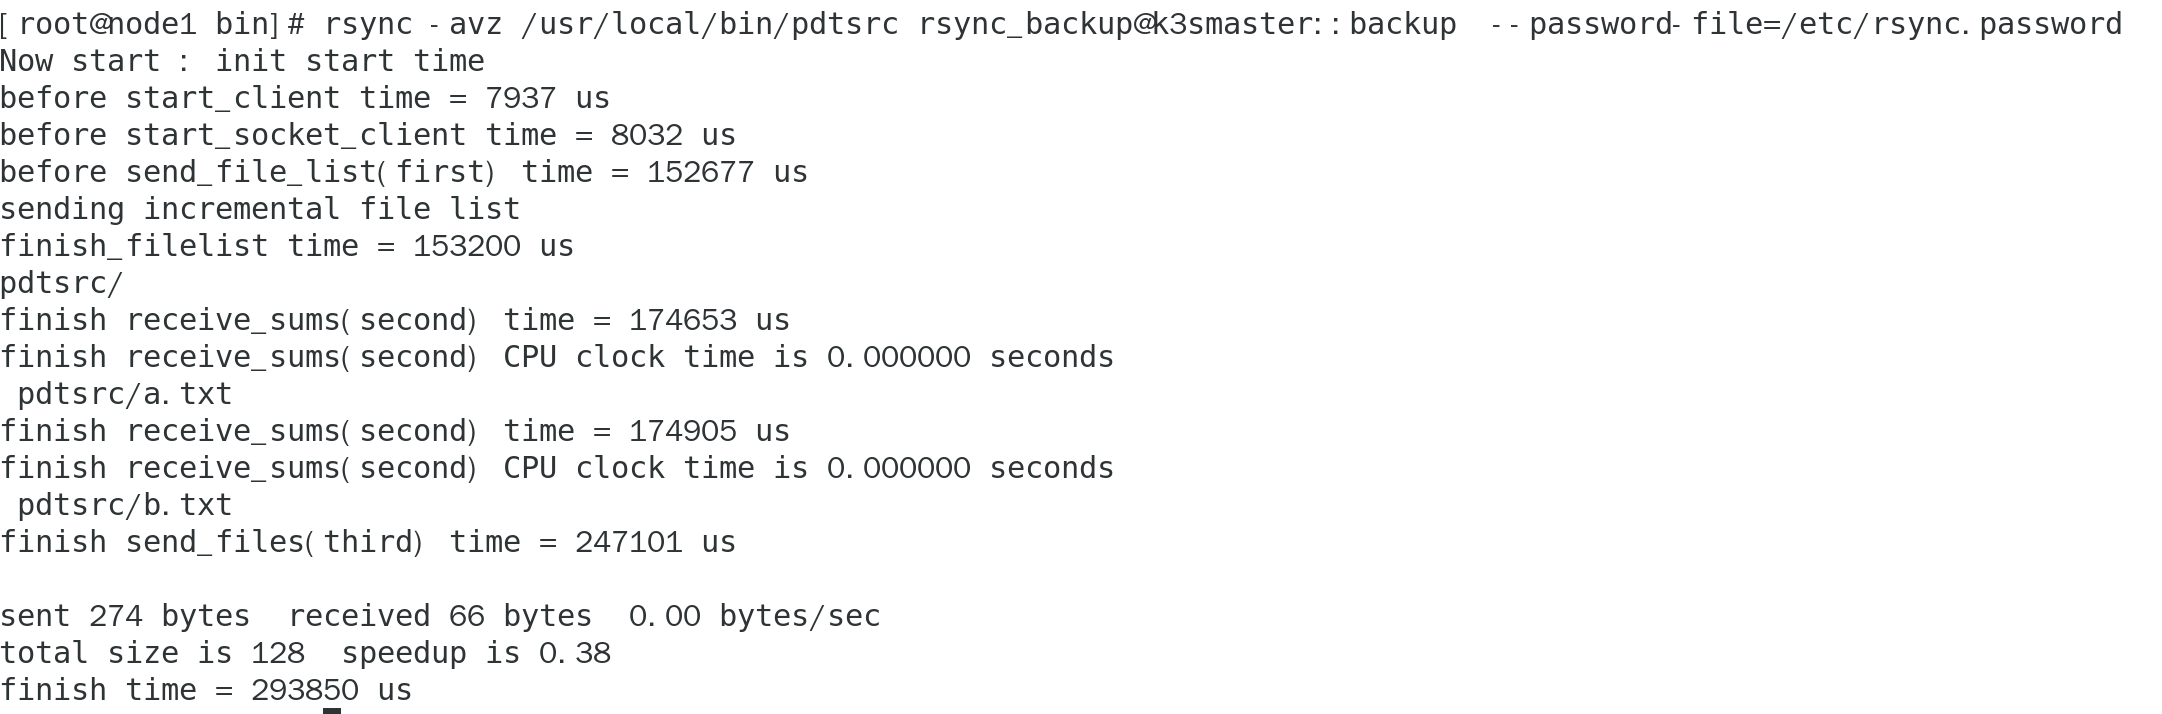 [root@node1 bin]# rsync -avz /usr/local/bin/pdtsrc rsync_backup@k3smaster::backup  --password-file=/etc/rsync.password
Now start : init start time
before start_client time = 7937 us
before start_socket_client time = 8032 us
before send_file_list(first) time = 152677 us
sending incremental file list
finish_filelist time = 153200 us
pdtsrc/
finish receive_sums(second) time = 174653 us
finish receive_sums(second) CPU clock time is 0.000000 seconds
 pdtsrc/a.txt
finish receive_sums(second) time = 174905 us
finish receive_sums(second) CPU clock time is 0.000000 seconds
 pdtsrc/b.txt
finish send_files(third) time = 247101 us

sent 274 bytes  received 66 bytes  0.00 bytes/sec
total size is 128  speedup is 0.38
finish time = 293850 us